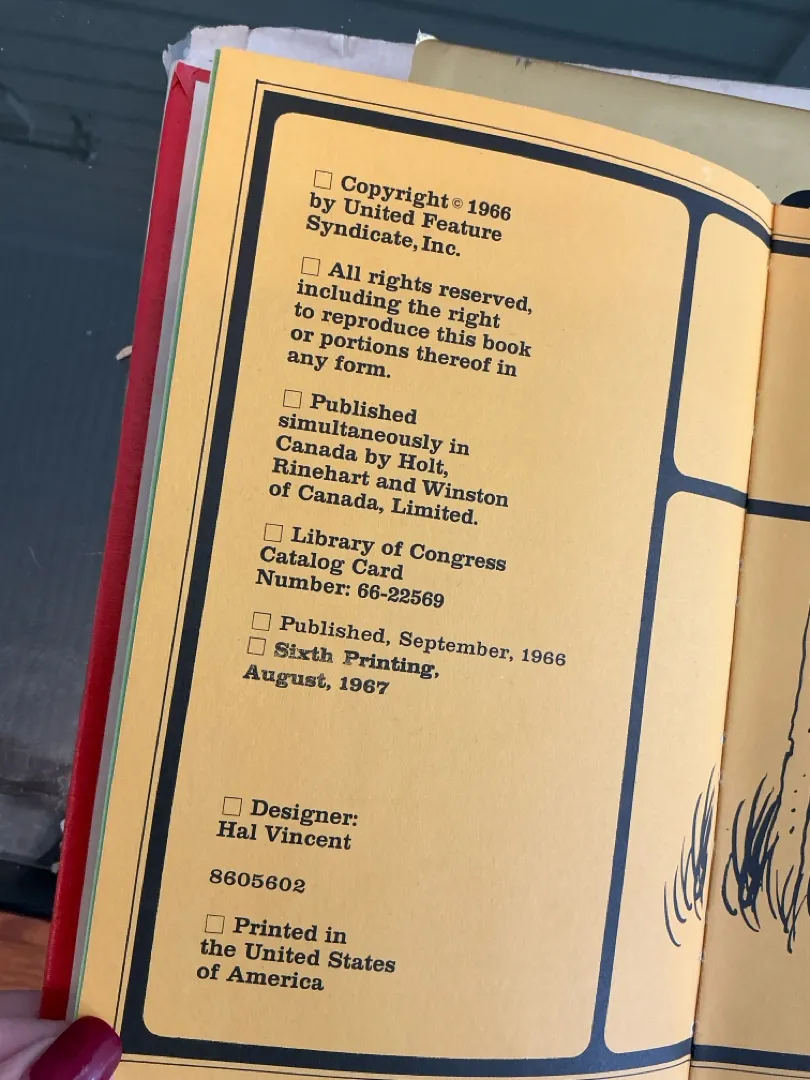 □ Copyright © 1966
by United Feature
Syndicate, Inc.
□ All rights reserved,
including the right
to reproduce this book
or portions thereof in
any form.
□ Published
simultaneously in
Canada by Holt,
Rinehart and Winston
of Canada, Limited.
□ Library of Congress
Catalog Card
Number: 66-22569
□ Published, September, 1966
□ Sixth Printing,
August, 1967
□ Designer:
Hal Vincent
8605602
□ Printed in
the United States
of America